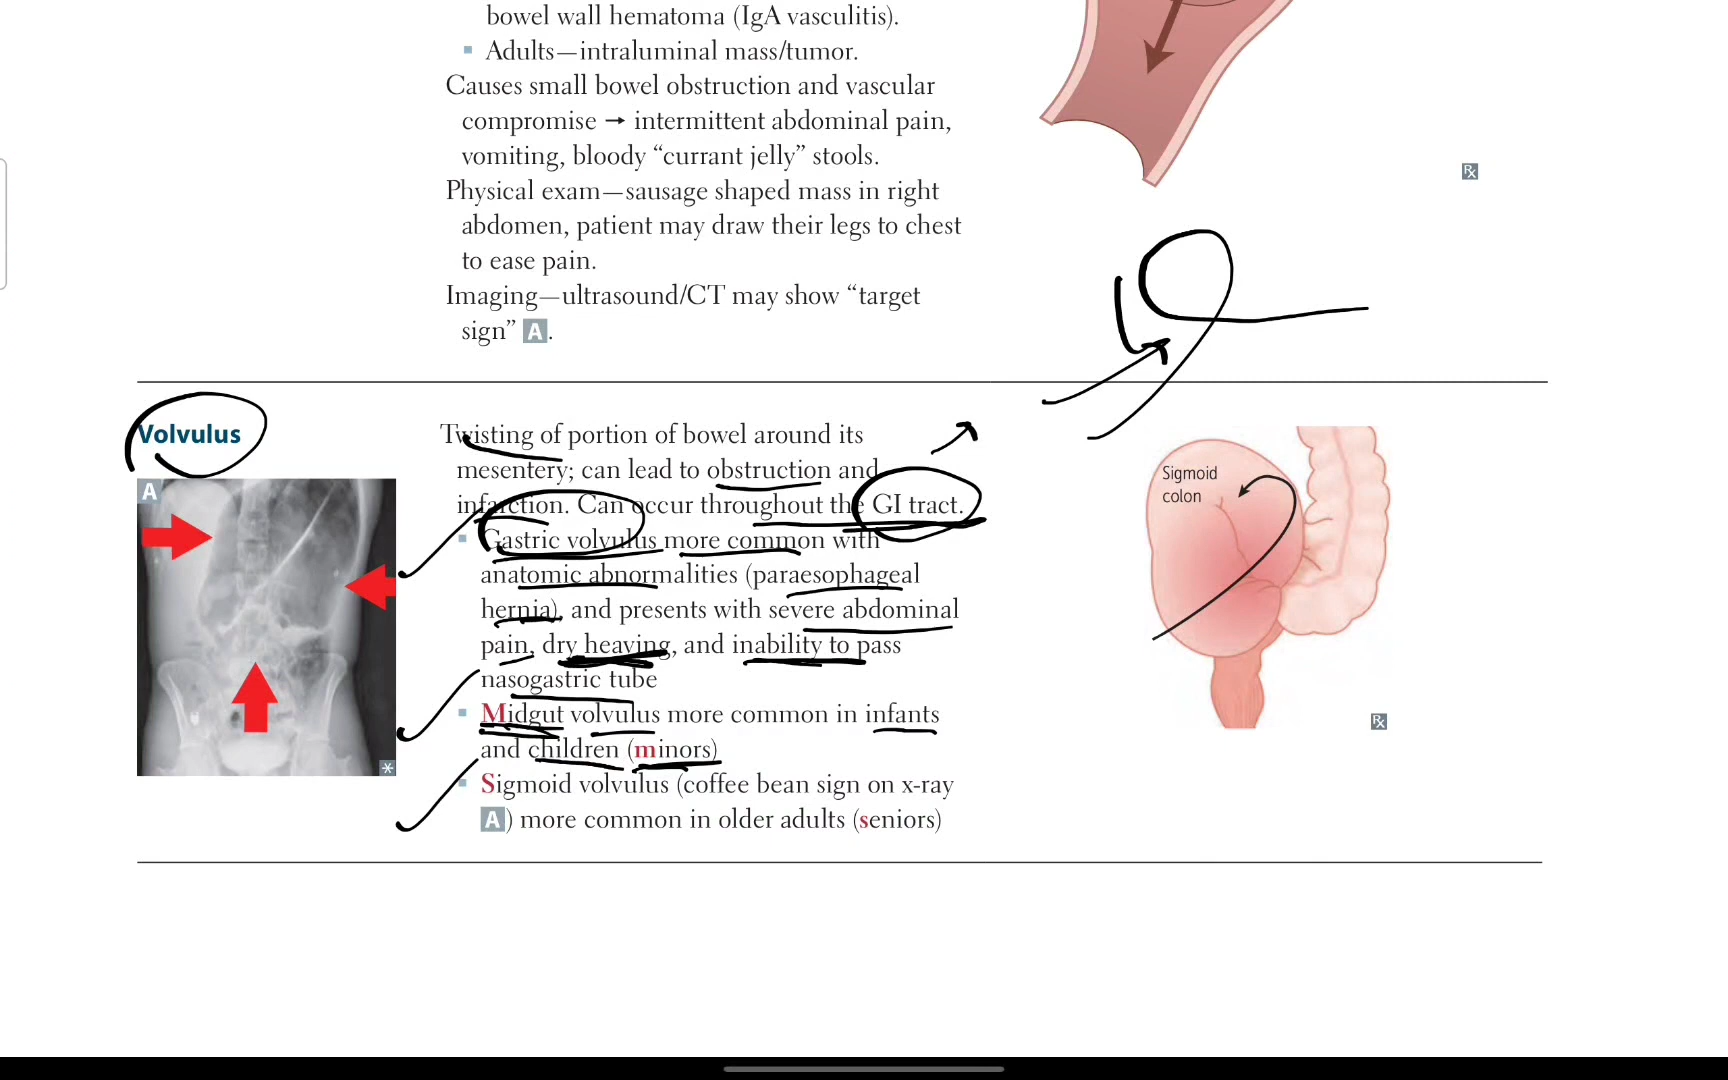 bowel wall hematoma (IgA vasculitis).
▪ Adults—intraluminal mass/tumor.
Causes small bowel obstruction and vascular
compromise → intermittent abdominal pain,
vomiting, bloody “currant jelly” stools.
Physical exam—sausage shaped mass in right
abdomen, patient may draw their legs to chest
to ease pain.
Imaging—ultrasound/CT may show “target
sign” A.
Rx
Volvulus
A
Twisting of portion of bowel around its
mesentery; can lead to obstruction and
infarction. Can occur throughout the GI tract.
▪ Gastric volvulus more common with
anatomic abnormalities (paraesophageal
hernia), and presents with severe abdominal
pain, dry heaving, and inability to pass
nasogastric tube
▪ Midgut volvulus more common in infants
and children (minors)
▪ Sigmoid volvulus (coffee bean sign on x-ray
A) more common in older adults (seniors)
Sigmoid
colon
Rx